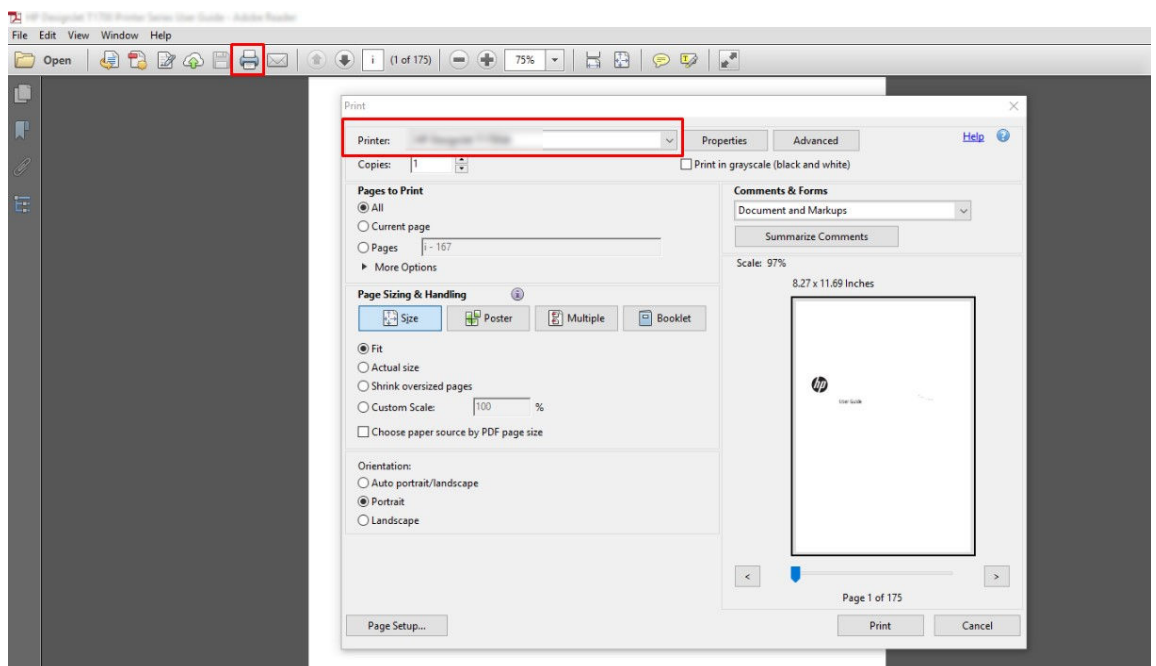 File Edit View Window Help
Open i (1 of 175) 75%
Print
Printer: Properties Advanced Help
Copies: 1 Print in grayscale (black and white)
Pages to Print Comments & Forms
All Document and Markups
Current page
Pages i - 167 Summarize Comments
More Options Scale: 97%
8.27 x 11.69 Inches
Page Sizing & Handling
Size Poster Multiple Booklet
Fit
Actual size
Shrink oversized pages
hp
User Guide
Custom Scale: 100 %
Choose paper source by PDF page size
Orientation:
Auto portrait/landscape
Portrait
Landscape
< >
Page 1 of 175
Page Setup... Print Cancel